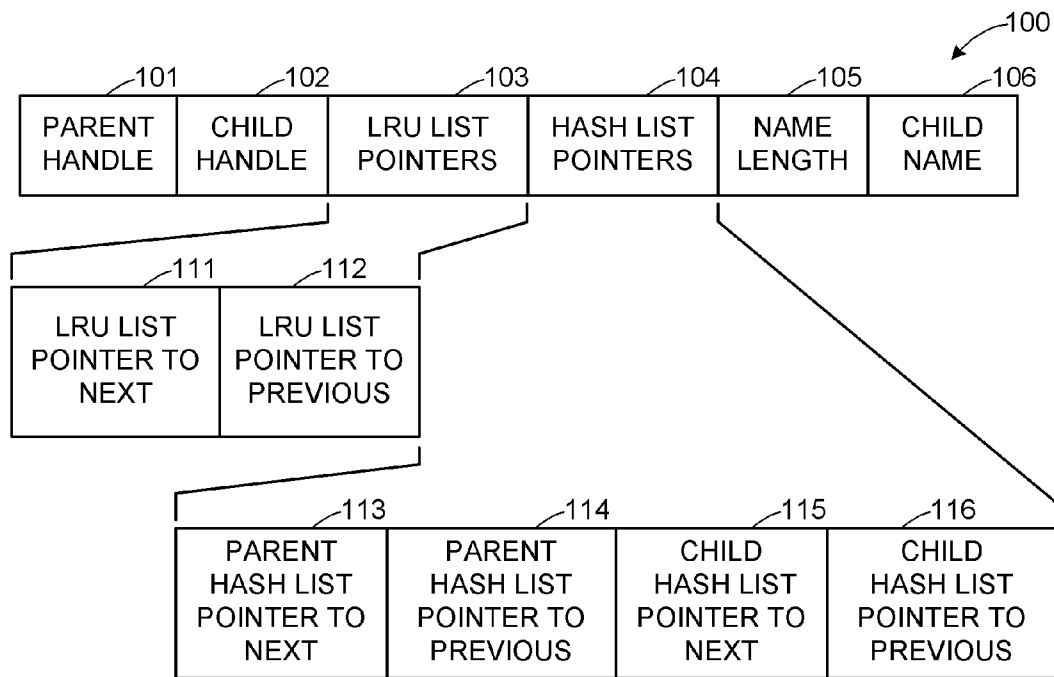 100
101
102
103
104
105
106
PARENT
HANDLE
CHILD
HANDLE
LRU LIST
POINTERS
HASH LIST
POINTERS
NAME
LENGTH
CHILD
NAME
111
112
LRU LIST
POINTER TO
NEXT
LRU LIST
POINTER TO
PREVIOUS
113
114
115
116
PARENT
HASH LIST
POINTER TO
NEXT
PARENT
HASH LIST
POINTER TO
PREVIOUS
CHILD
HASH LIST
POINTER TO
NEXT
CHILD
HASH LIST
POINTER TO
PREVIOUS